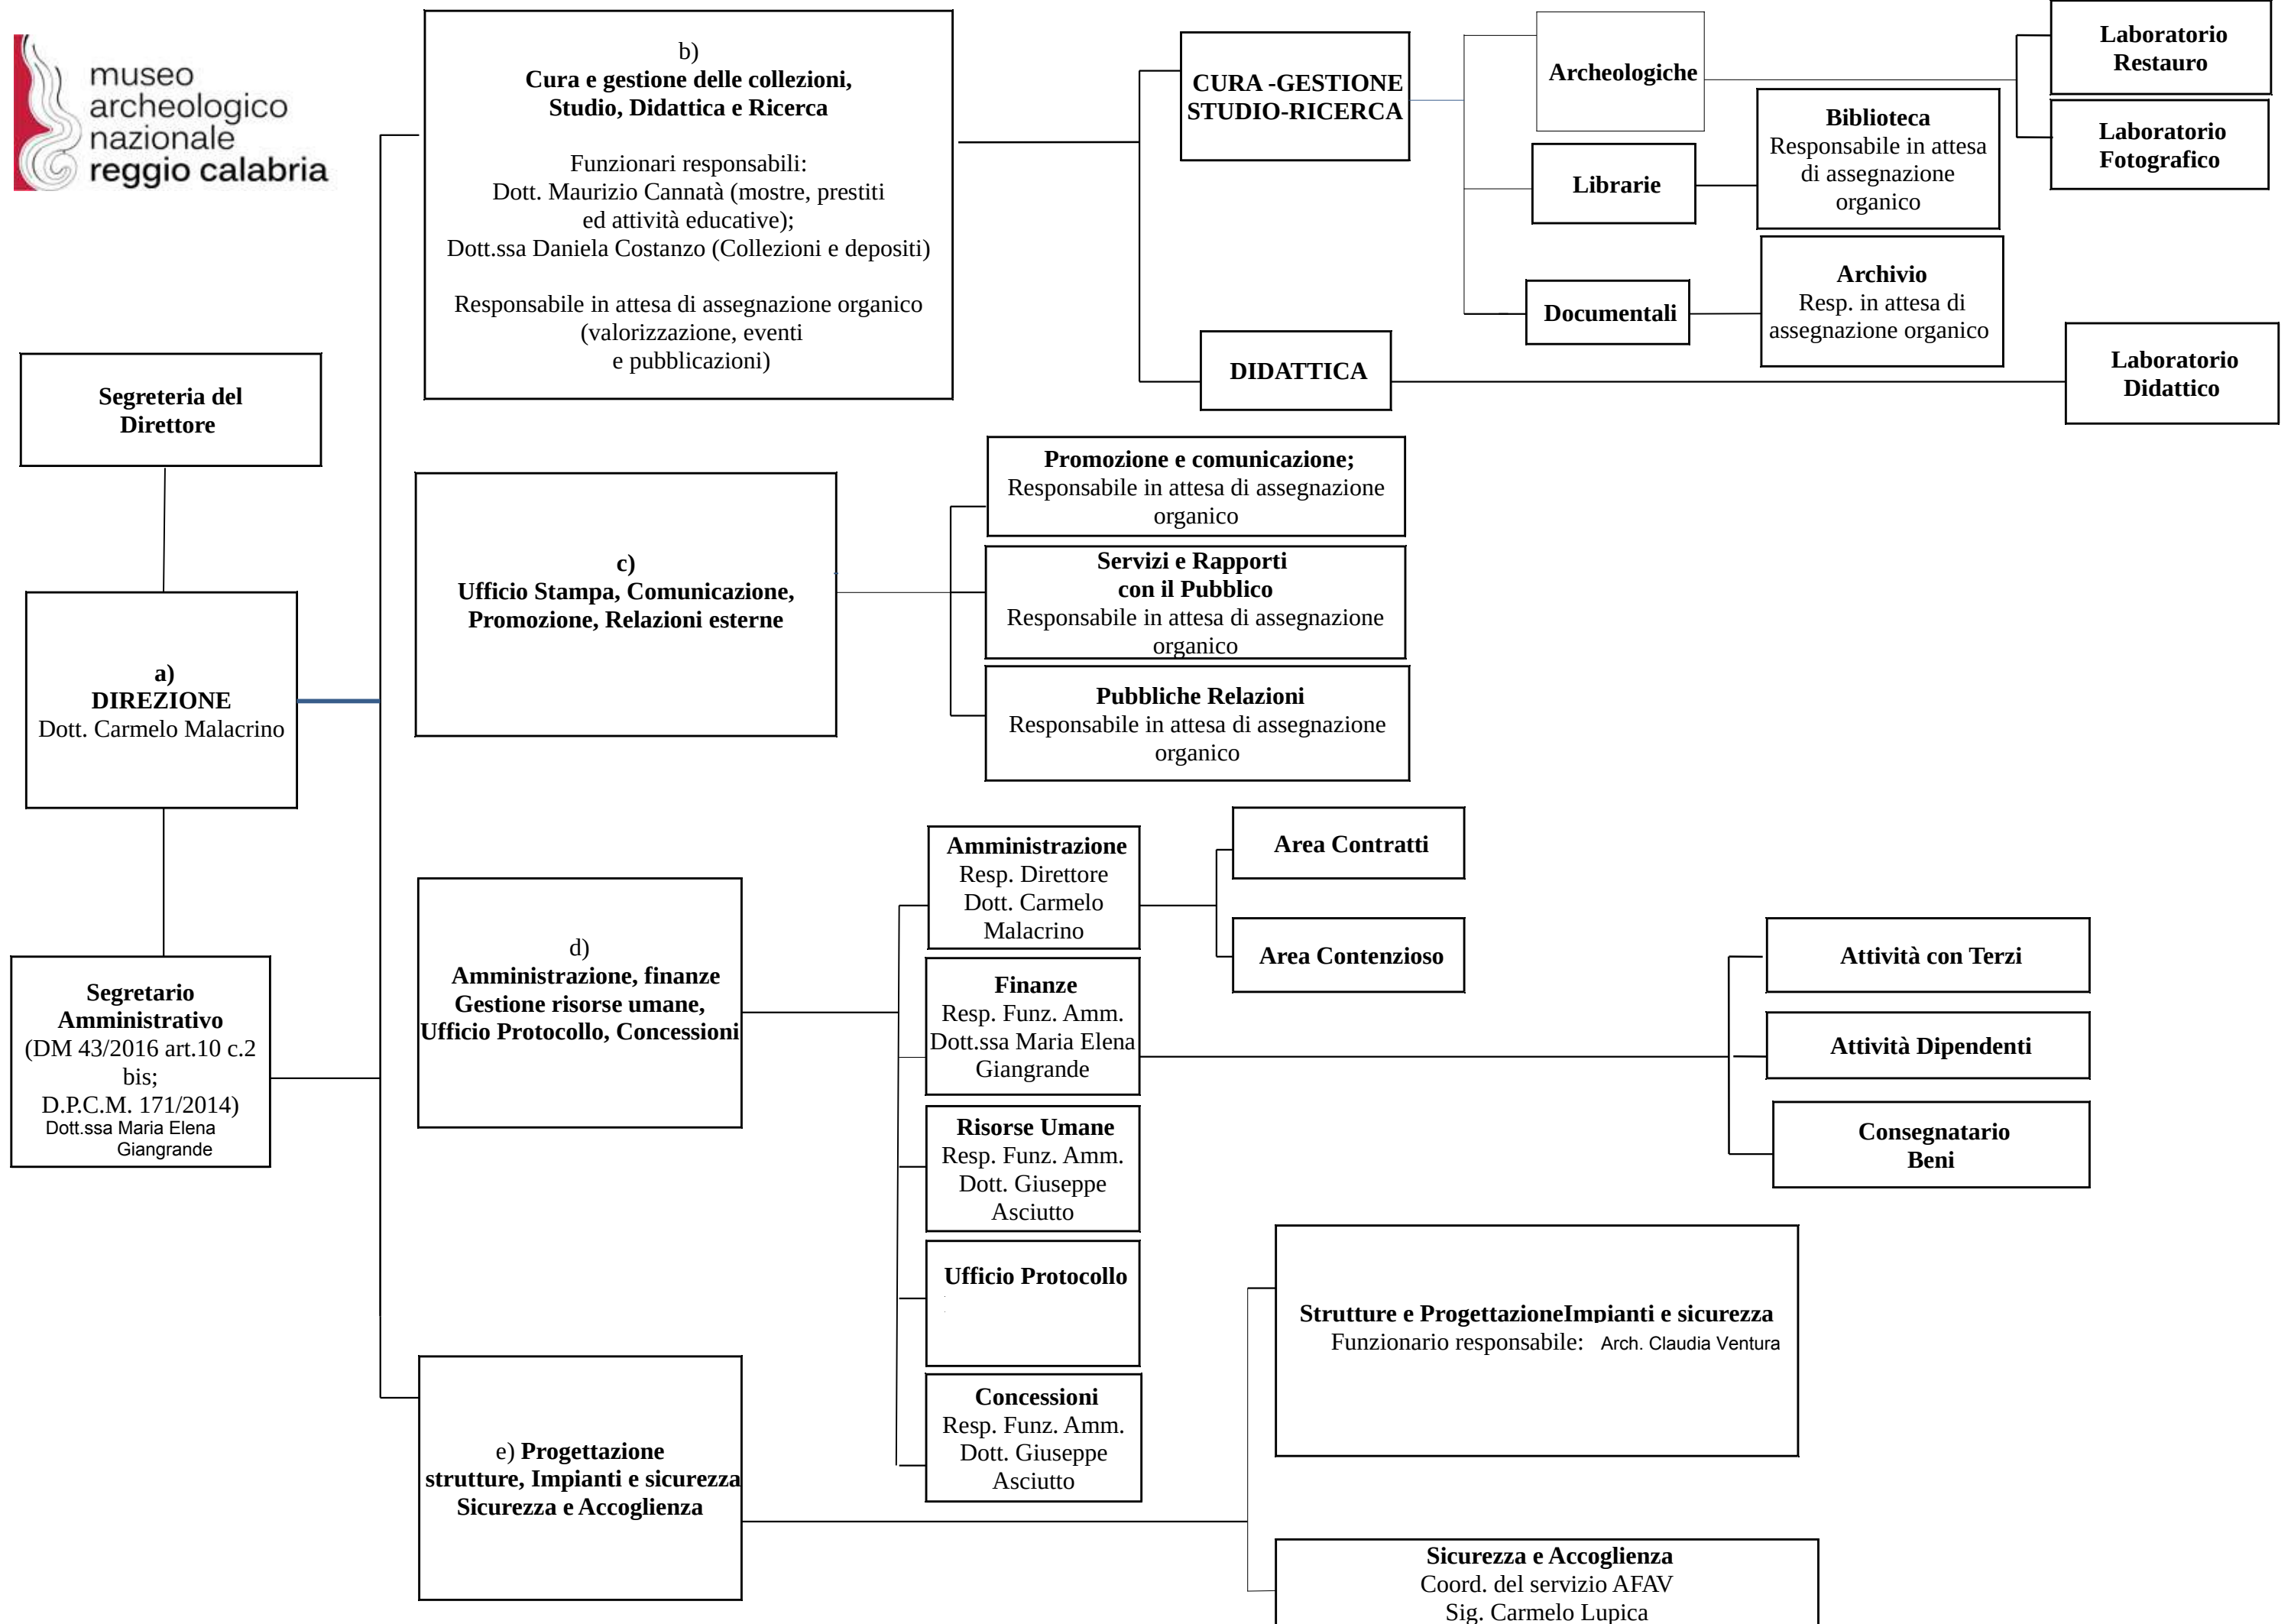 museo
archeologico
nazionale
reggio calabria
b)
Cura e gestione delle collezioni,
Studio, Didattica e Ricerca
Funzionari responsabili:
Dott. Maurizio Cannatà (mostre, prestiti
ed attività educative);
Dott.ssa Daniela Costanzo (Collezioni e depositi)
Responsabile in attesa di assegnazione organico
(valorizzazione, eventi
e pubblicazioni)
CURA -GESTIONE
STUDIO-RICERCA
Archeologiche
Laboratorio
Restauro
Laboratorio
Fotografico
Librarie
Biblioteca
Responsabile in attesa
di assegnazione
organico
Documentali
Archivio
Resp. in attesa di
assegnazione organico
DIDATTICA
Laboratorio
Didattico
Segreteria del
Direttore
a)
DIREZIONE
Dott. Carmelo Malacrino
Segretario
Amministrativo
(DM 43/2016 art.10 c.2
bis;
D.P.C.M. 171/2014)
Dott.ssa Maria Elena
Giangrande
c)
Ufficio Stampa, Comunicazione,
Promozione, Relazioni esterne
Promozione e comunicazione;
Responsabile in attesa di assegnazione
organico
Servizi e Rapporti
con il Pubblico
Responsabile in attesa di assegnazione
organico
Pubbliche Relazioni
Responsabile in attesa di assegnazione
organico
d)
Amministrazione, finanze
Gestione risorse umane,
Ufficio Protocollo, Concessioni
Amministrazione
Resp. Direttore
Dott. Carmelo
Malacrino
Area Contratti
Area Contenzioso
Finanze
Resp. Funz. Amm.
Dott.ssa Maria Elena
Giangrande
Attività con Terzi
Attività Dipendenti
Consegnatario
Beni
Risorse Umane
Resp. Funz. Amm.
Dott. Giuseppe
Asciutto
Ufficio Protocollo
Concessioni
Resp. Funz. Amm.
Dott. Giuseppe
Asciutto
e) Progettazione
strutture, Impianti e sicurezza
Sicurezza e Accoglienza
Strutture e ProgettazioneImpianti e sicurezza
Funzionario responsabile: Arch. Claudia Ventura
Sicurezza e Accoglienza
Coord. del servizio AFAV
Sig. Carmelo Lupica